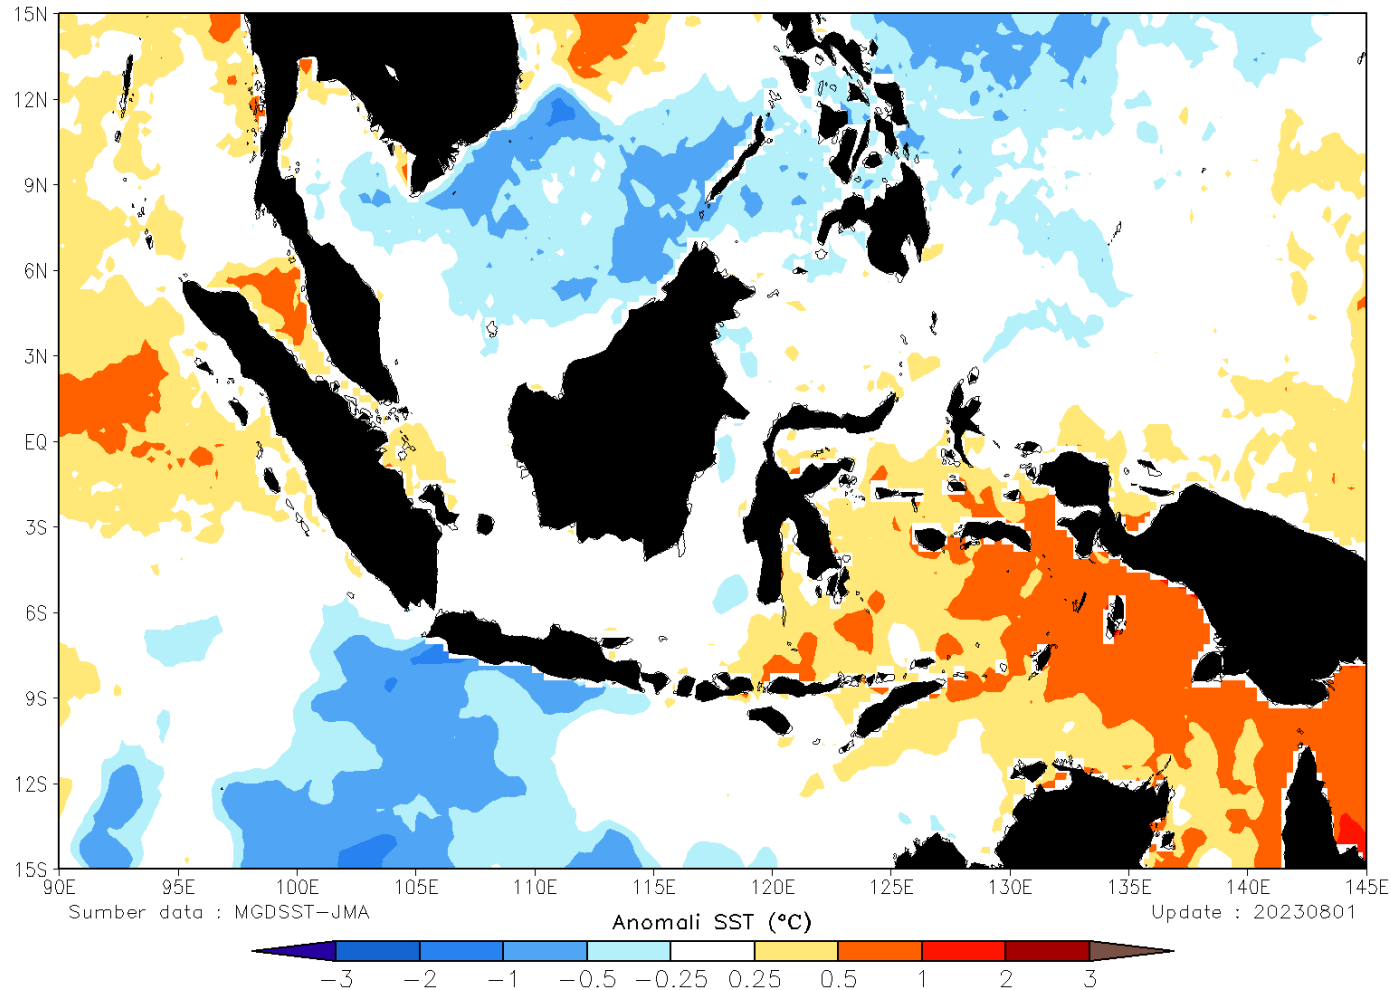 15N
12N
9N
6N
3N
EQ
3S
6S
9S
12S
15S
90E 95E 100E 105E 110E 115E 120E 125E 130E 135E 140E 145E
Sumber data : MGDSST-JMA
Update : 20230801
Anomali SST (°C)
-3 -2 -1 -0.5 -0.25 0.25 0.5 1 2 3